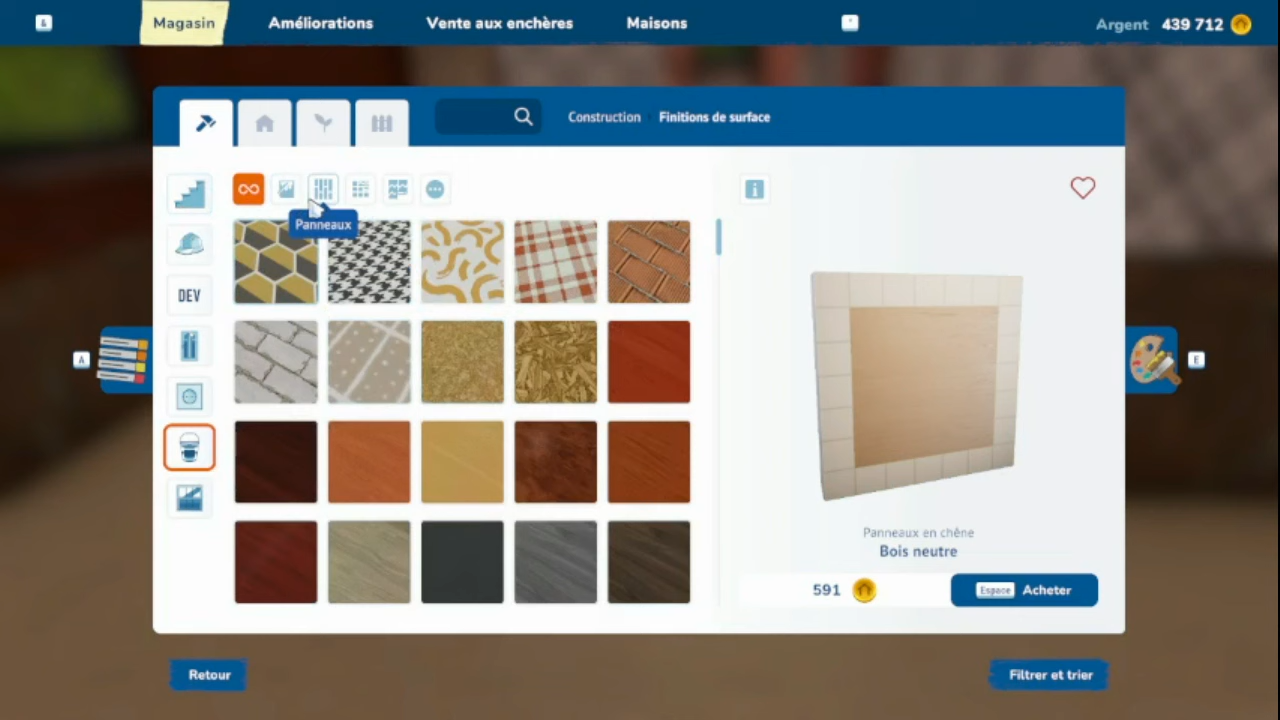 &
Magasin
Améliorations
Vente aux enchères
Maisons
Argent 439 712
Construction
Finitions de surface
Panneaux
DEV
A
E
Panneaux en chêne
Bois neutre
591
Espace Acheter
Retour
Filtrer et trier